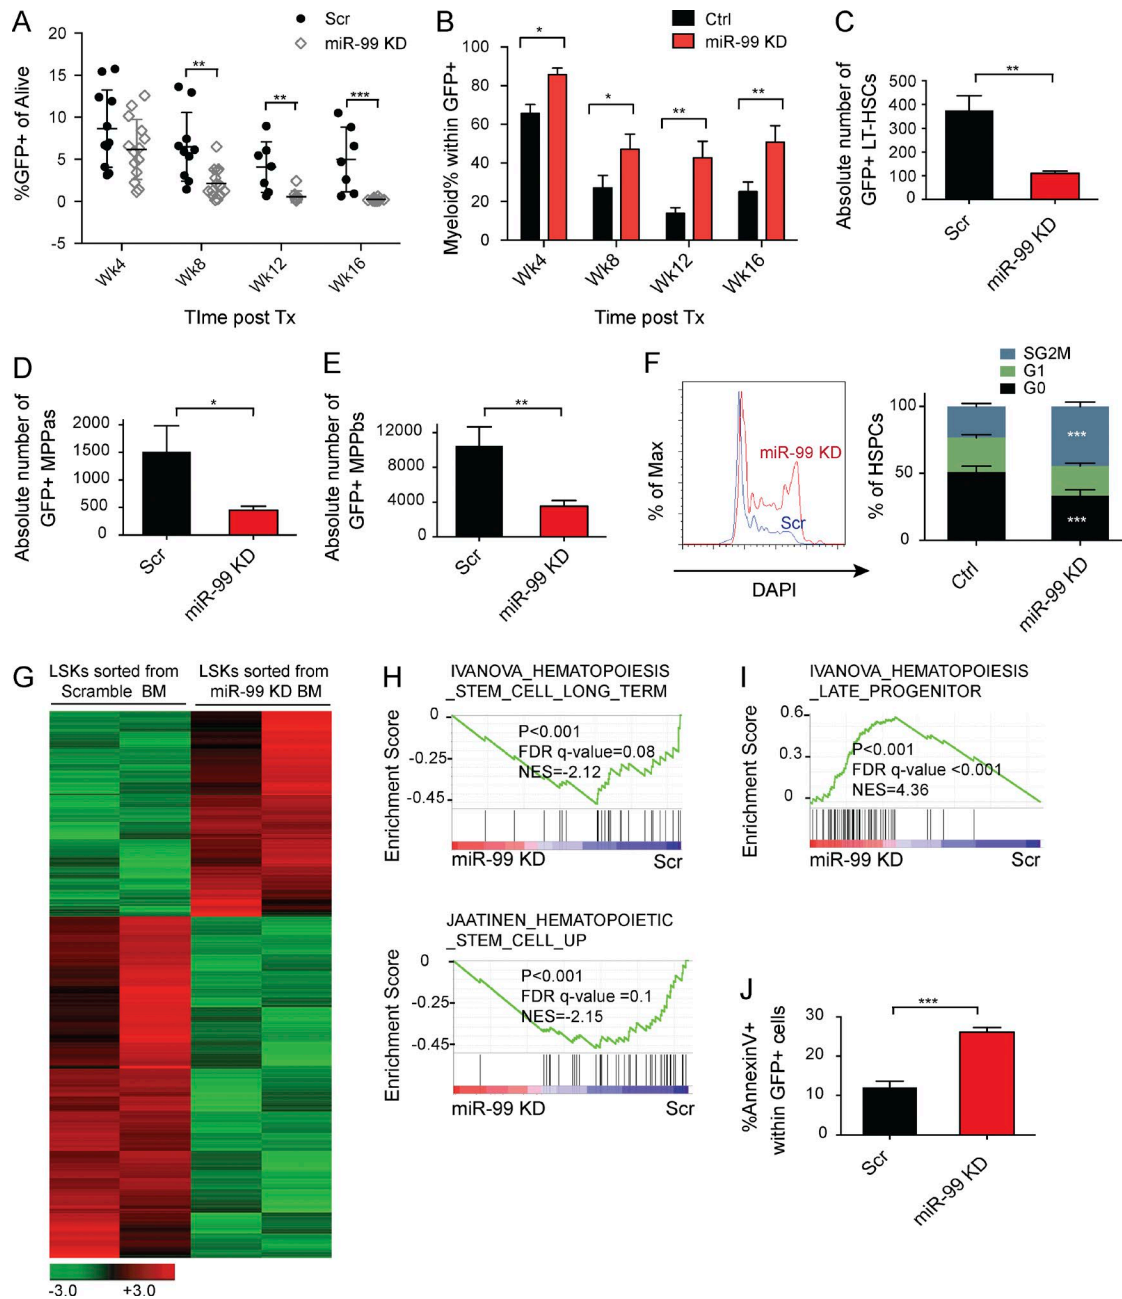 A
Scr
miR-99 KD
%GFP+ of Alive
20
15
10
5
0
-5
**
**
***
Wk4
Wk8
Wk12
Wk16
TIme post Tx
B
Ctrl
miR-99 KD
Myeloid% within GFP+
100
80
60
40
20
0
*
*
**
**
Wk4
Wk8
Wk12
Wk16
Time post Tx
C
Absolute number of
GFP+ LT-HSCs
500
400
300
200
100
0
**
Scr
miR-99 KD
D
Absolute number of
GFP+ MPPas
2000
1500
1000
500
0
*
Scr
miR-99 KD
E
Absolute number of
GFP+ MPPbs
12000
8000
4000
0
**
Scr
miR-99 KD
F
% of Max
miR-99 KD
Scr
DAPI
SG2M
G1
G0
% of HSPCs
100
50
0
***
***
Ctrl
miR-99 KD
G
LSKs sorted from
Scramble BM
LSKs sorted from
miR-99 KD BM
-3.0
+3.0
H
IVANOVA_HEMATOPOIESIS
_STEM_CELL_LONG_TERM
Enrichment Score
0
-0.25
-0.45
P<0.001
FDR q-value=0.08
NES=-2.12
miR-99 KD
Scr
JAATINEN_HEMATOPOIETIC
_STEM_CELL_UP
Enrichment Score
0
-0.25
-0.45
P<0.001
FDR q-value =0.1
NES=-2.15
miR-99 KD
Scr
I
IVANOVA_HEMATOPOIESIS
_LATE_PROGENITOR
Enrichment Score
0.6
0.3
0
P<0.001
FDR q-value <0.001
NES=4.36
miR-99 KD
Scr
J
%AnnexinV+
within GFP+ cells
30
20
10
0
***
Scr
miR-99 KD